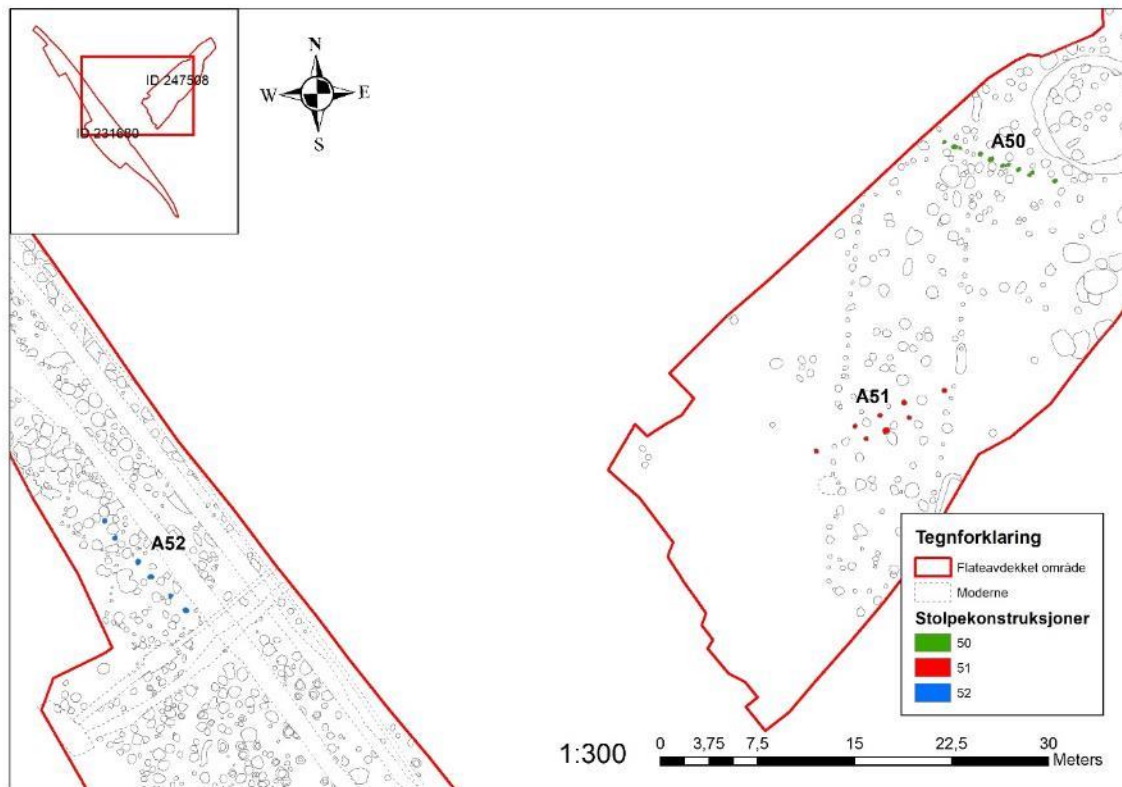 ID 247508
ID 231680
N
W E
S
A50
A51
A52
Tegnforklaring
Flateavdekket område
Moderne
Stolpekonstruksjoner
50
51
52
1:300
0 3,75 7,5 15 22,5 30
Meters